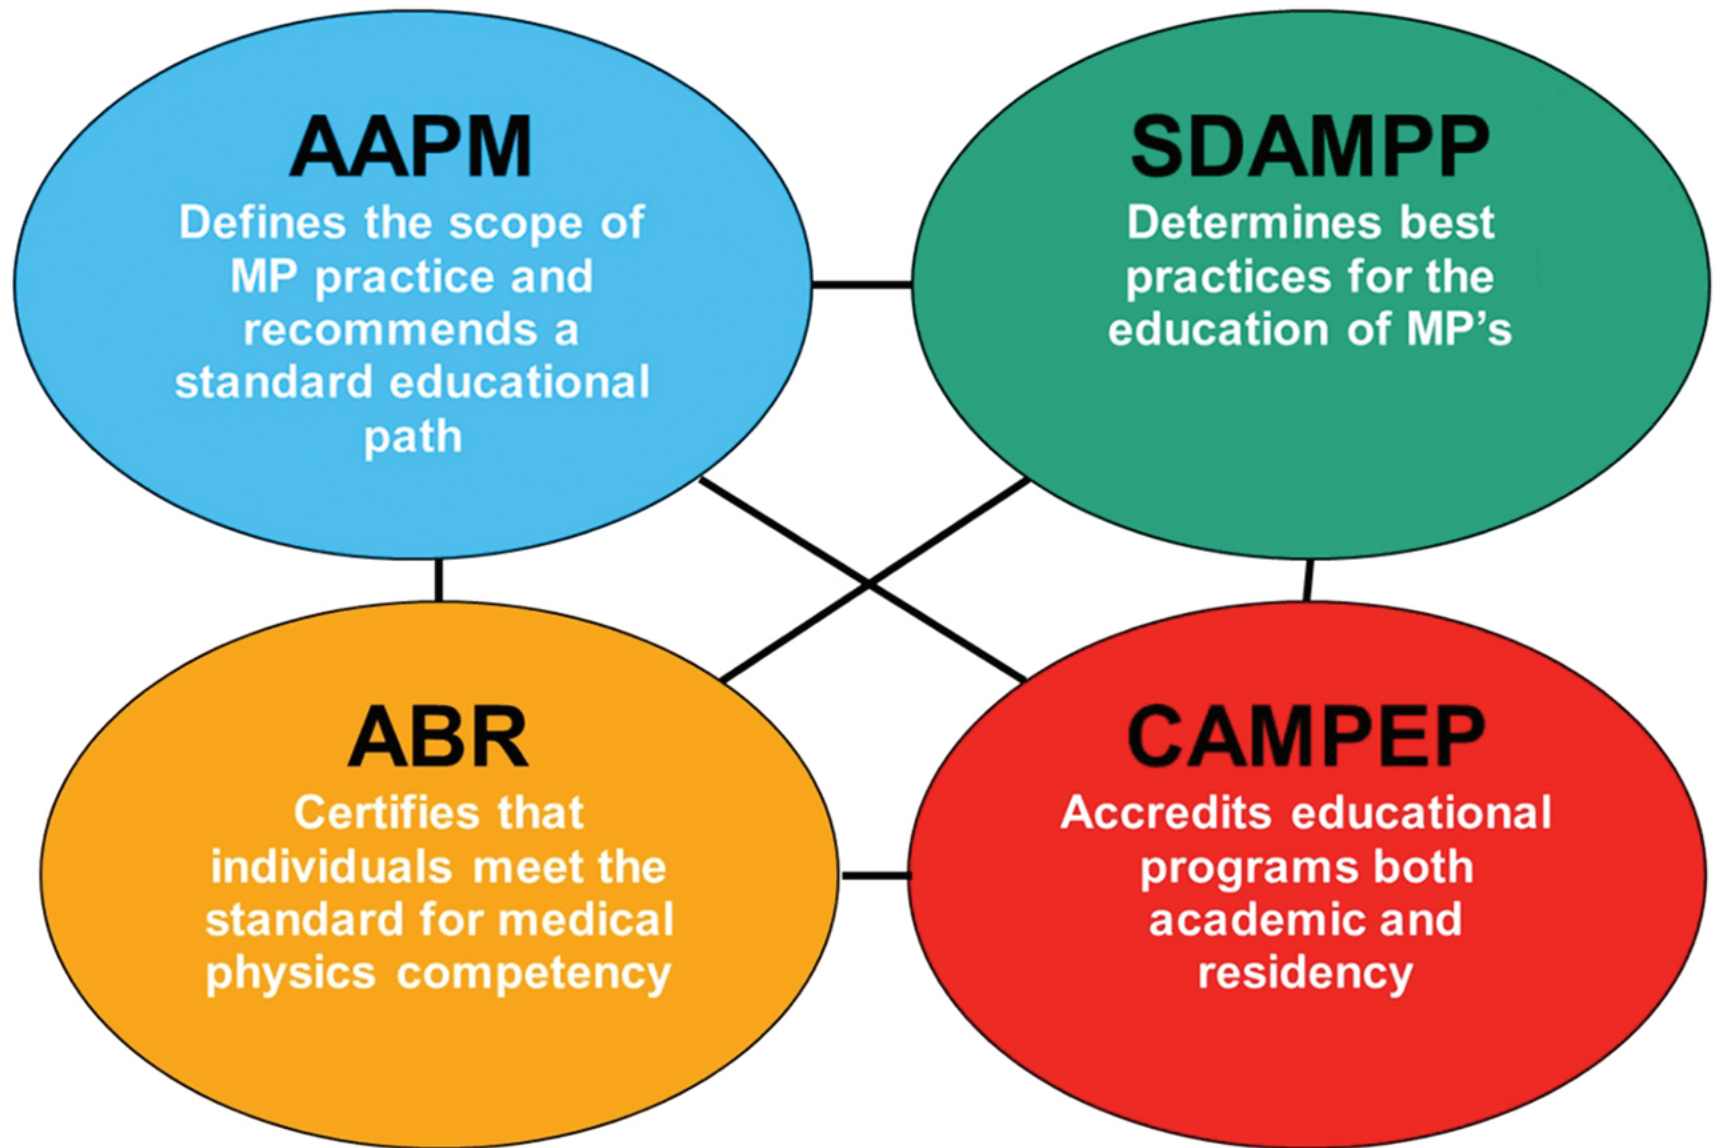 AAPM
Defines the scope of
MP practice and
recommends a
standard educational
path
SDAMPP
Determines best
practices for the
education of MP’s
ABR
Certifies that
individuals meet the
standard for medical
physics competency
CAMPEP
Accredits educational
programs both
academic and
residency